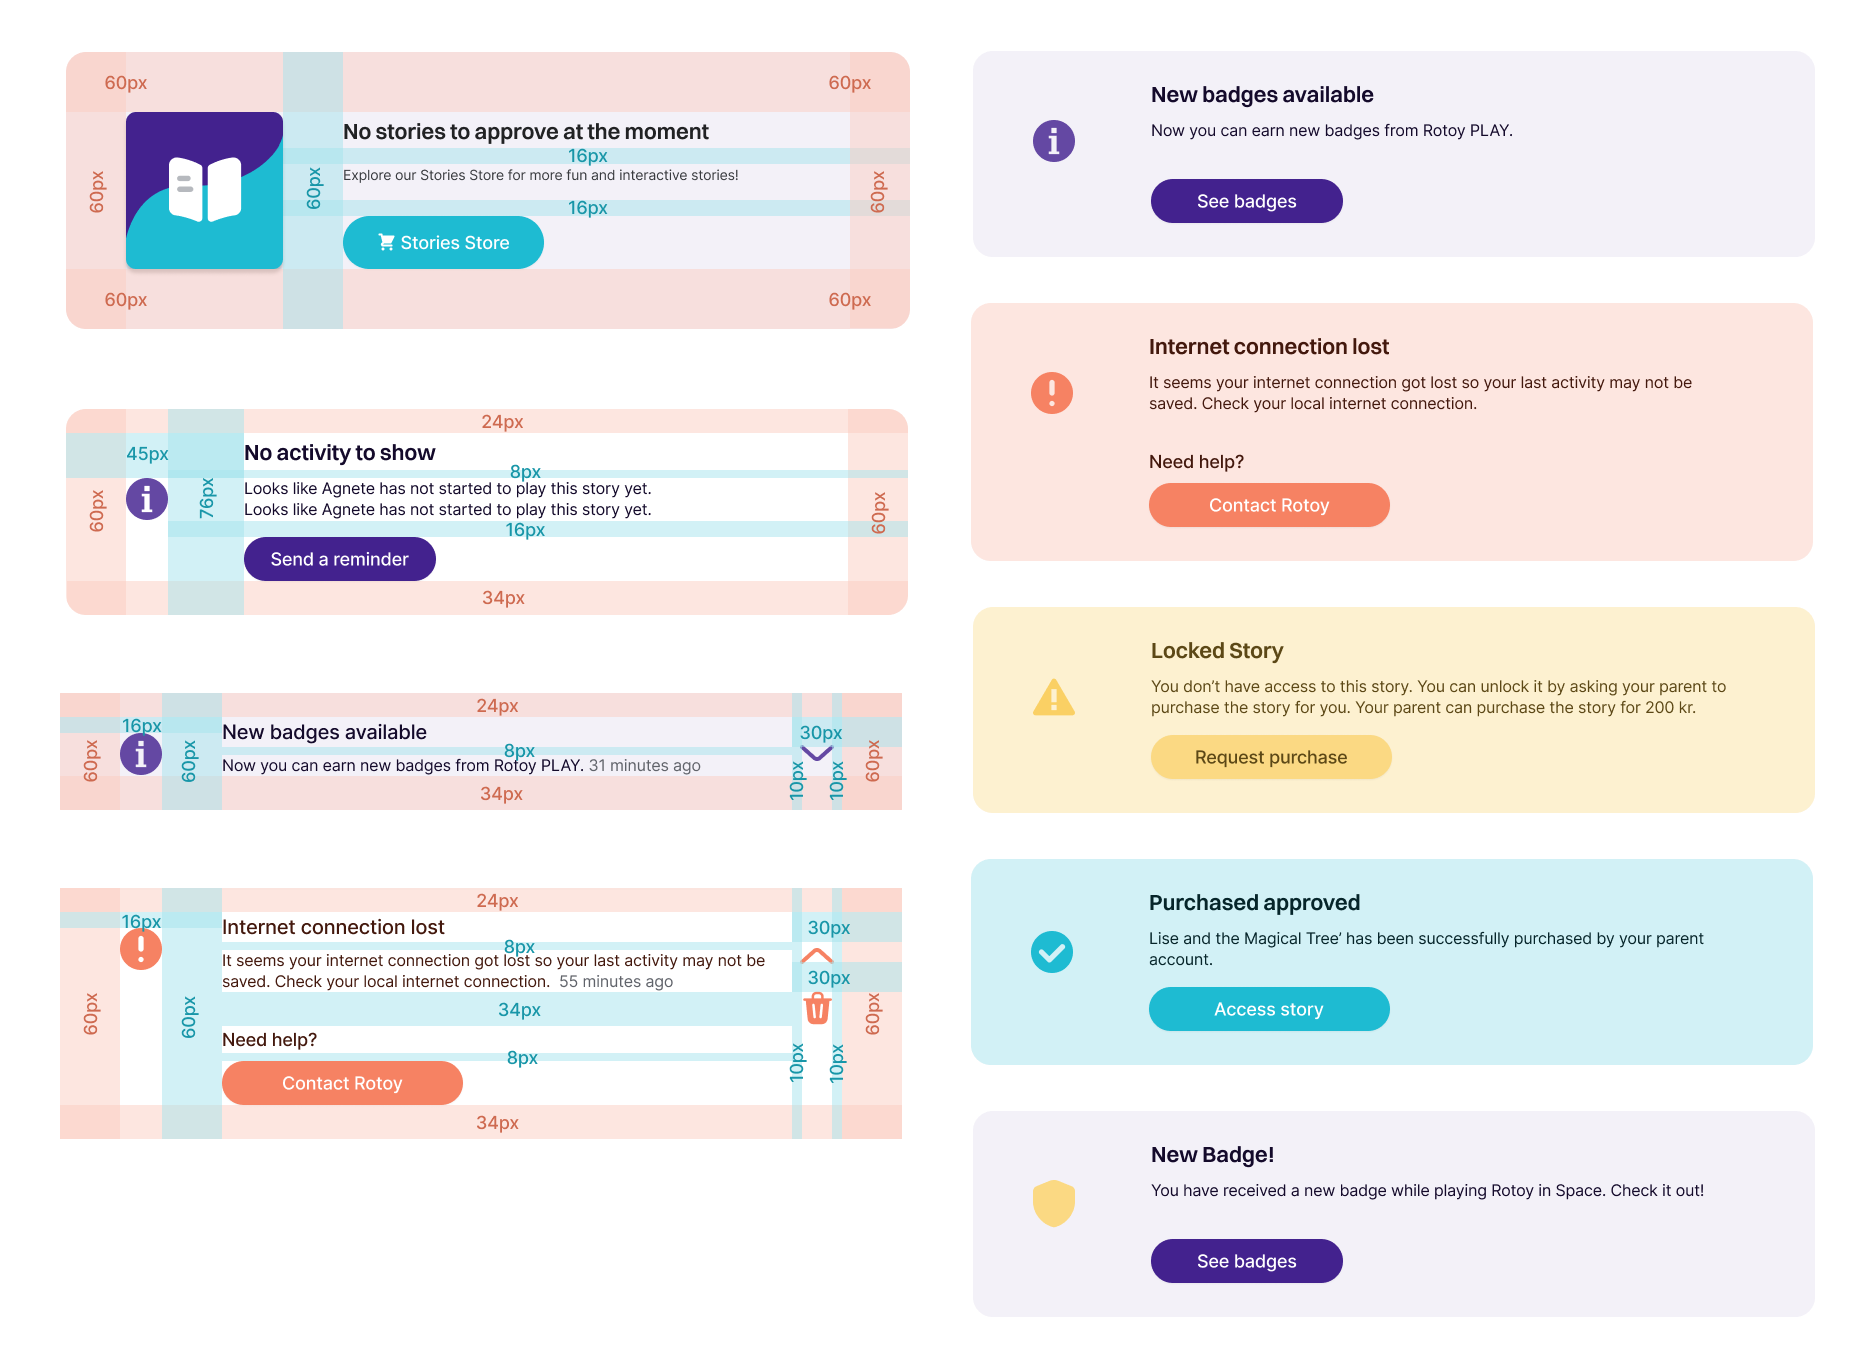 60px
60px
No stories to approve at the moment
16px
60px
60px
60px
Explore our Stories Store for more fun and interactive stories!
16px
Stories Store
60px
60px
24px
45px
No activity to show
8px
60px
76px
60px
Looks like Agnete has not started to play this story yet.
Looks like Agnete has not started to play this story yet.
16px
Send a reminder
34px
24px
16px
New badges available
30px
8px
60px
60px
60px
Now you can earn new badges from Rotoy PLAY. 31 minutes ago
10px
10px
34px
24px
16px
Internet connection lost
30px
8px
It seems your internet connection got lost so your last activity may not be
saved. Check your local internet connection. 55 minutes ago
30px
60px
60px
60px
34px
Need help?
8px
10px
10px
Contact Rotoy
34px
New badges available
Now you can earn new badges from Rotoy PLAY.
See badges
Internet connection lost
It seems your internet connection got lost so your last activity may not be
saved. Check your local internet connection.
Need help?
Contact Rotoy
Locked Story
You don’t have access to this story. You can unlock it by asking your parent to
purchase the story for you. Your parent can purchase the story for 200 kr.
Request purchase
Purchased approved
Lise and the Magical Tree’ has been successfully purchased by your parent
account.
Access story
New Badge!
You have received a new badge while playing Rotoy in Space. Check it out!
See badges